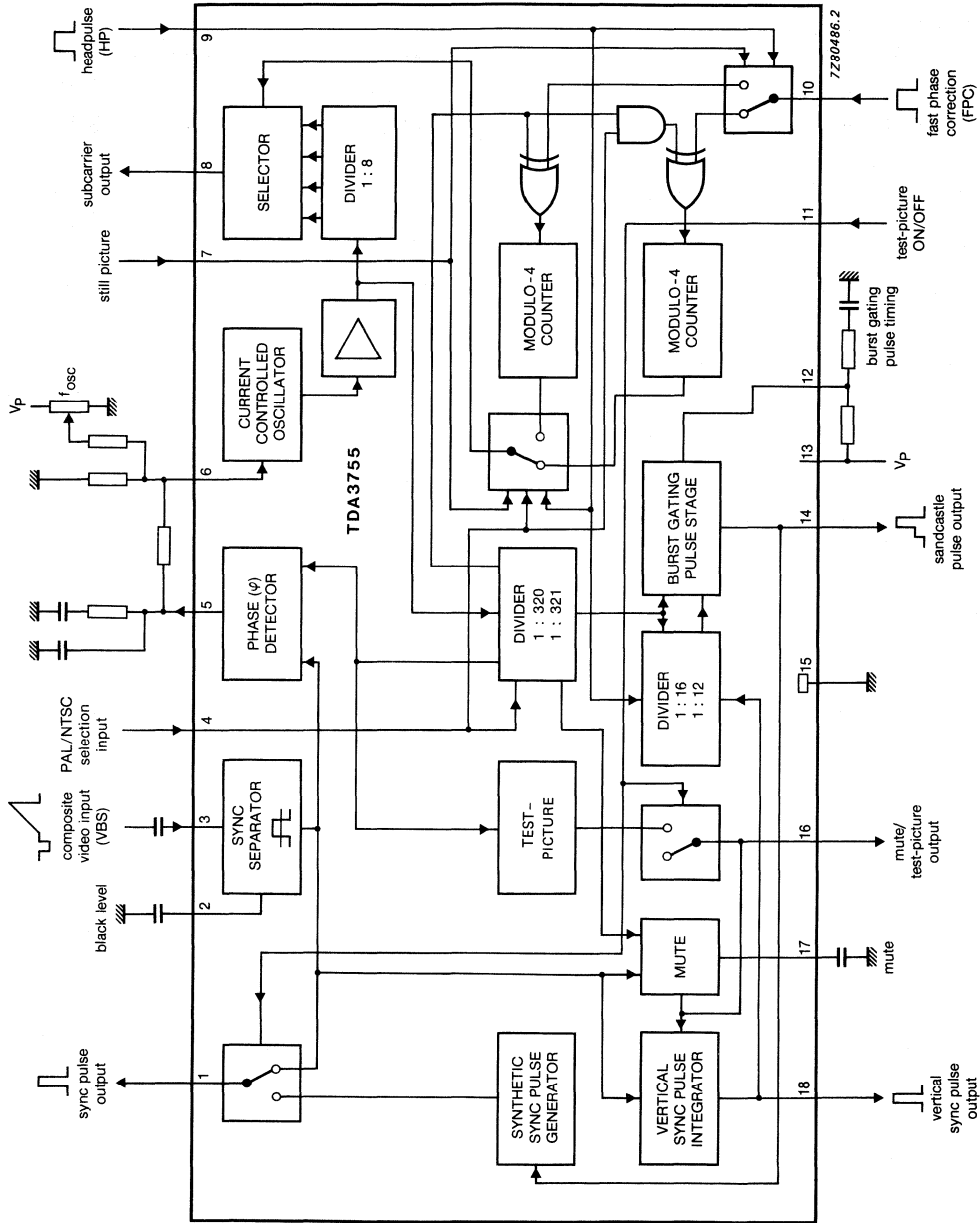 sync pulse
output
black level
composite
video input
(VBS)
PAL/NTSC
selection
input
VP
fosc
still picture
subcarrier
output
headpulse
(HP)
1
2
3
4
5
6
7
8
9
SYNC
SEPARATOR
PHASE (φ)
DETECTOR
CURRENT
CONTROLLED
OSCILLATOR
SELECTOR
DIVIDER
1 : 8
TDA3755
SYNTHETIC
SYNC PULSE
GENERATOR
TEST-
PICTURE
DIVIDER
1 : 320
1 : 321
MODULO-4
COUNTER
VERTICAL
SYNC PULSE
INTEGRATOR
MUTE
DIVIDER
1 : 16
1 : 12
BURST GATING
PULSE STAGE
MODULO-4
COUNTER
18
17
16
15
14
13
12
11
10
vertical
sync pulse
output
mute
mute/
test-picture
output
sandcastle
pulse output
VP
burst gating
pulse timing
test-picture
ON/OFF
fast phase
correction
(FPC)
7Z80486.2